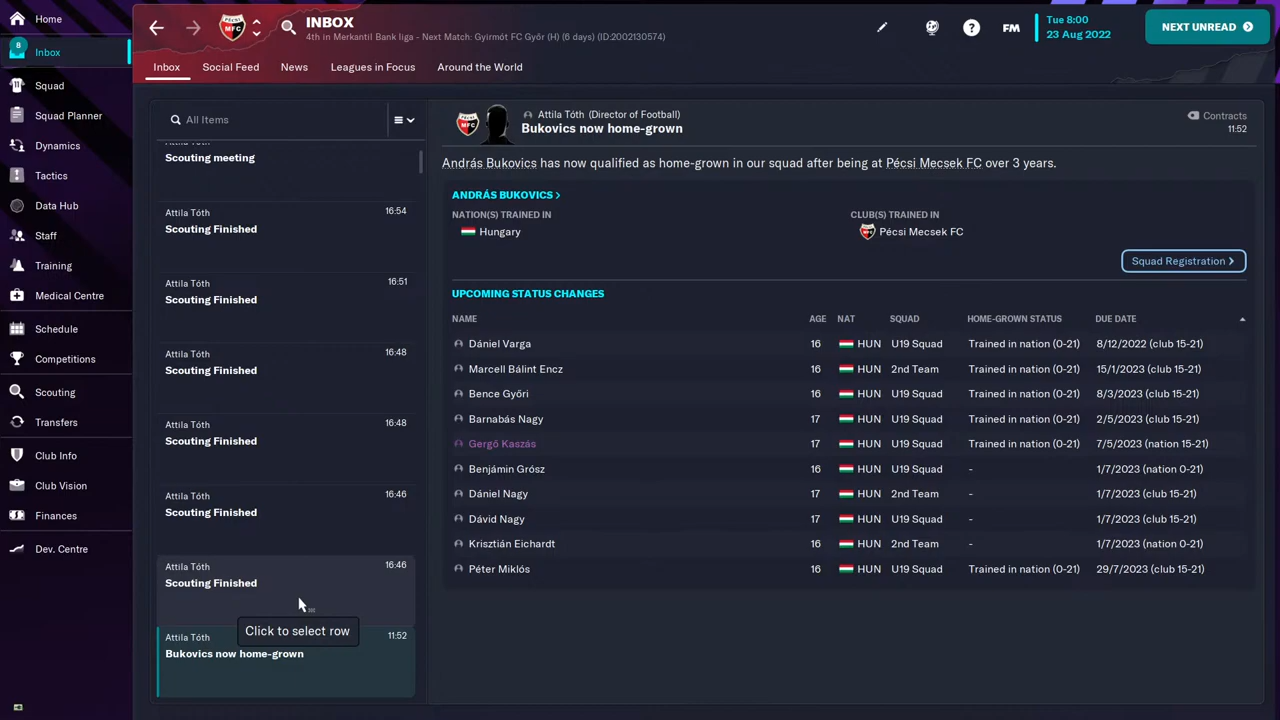 Home
8
Inbox
Squad
Squad Planner
Dynamics
Tactics
Data Hub
Staff
Training
Medical Centre
Schedule
Competitions
Scouting
Transfers
Club Info
Club Vision
Finances
Dev. Centre
INBOX
4th in Merkantil Bank liga - Next Match: Gyirmót FC Győr (H) (6 days) (ID:2002130574)
FM
Tue 8:00
23 Aug 2022
NEXT UNREAD
Inbox Social Feed News Leagues in Focus Around the World
All Items
Scouting meeting
Attila Tóth 16:54
Scouting Finished
Attila Tóth 16:51
Scouting Finished
Attila Tóth 16:48
Scouting Finished
Attila Tóth 16:48
Scouting Finished
Attila Tóth 16:46
Scouting Finished
Attila Tóth 16:46
Scouting Finished
Click to select row
Attila Tóth 11:52
Bukovics now home-grown
Attila Tóth (Director of Football)
Bukovics now home-grown
Contracts
11:52
András Bukovics has now qualified as home-grown in our squad after being at Pécsi Mecsek FC over 3 years.
ANDRÁS BUKOVICS
NATION(S) TRAINED IN CLUB(S) TRAINED IN
Hungary Pécsi Mecsek FC
Squad Registration
UPCOMING STATUS CHANGES
NAME AGE NAT SQUAD HOME-GROWN STATUS DUE DATE
Dániel Varga 16 HUN U19 Squad Trained in nation (0-21) 8/12/2022 (club 15-21)
Marcell Bálint Encz 16 HUN 2nd Team Trained in nation (0-21) 15/1/2023 (club 15-21)
Bence Győri 16 HUN U19 Squad Trained in nation (0-21) 8/3/2023 (club 15-21)
Barnabás Nagy 17 HUN U19 Squad Trained in nation (0-21) 2/5/2023 (club 15-21)
Gergő Kaszás 17 HUN U19 Squad Trained in nation (0-21) 7/5/2023 (nation 15-21)
Benjámin Grósz 16 HUN U19 Squad - 1/7/2023 (nation 0-21)
Dániel Nagy 17 HUN 2nd Team - 1/7/2023 (club 15-21)
Dávid Nagy 17 HUN U19 Squad - 1/7/2023 (club 15-21)
Krisztián Eichardt 16 HUN 2nd Team - 1/7/2023 (nation 0-21)
Péter Miklós 16 HUN U19 Squad Trained in nation (0-21) 29/7/2023 (club 15-21)